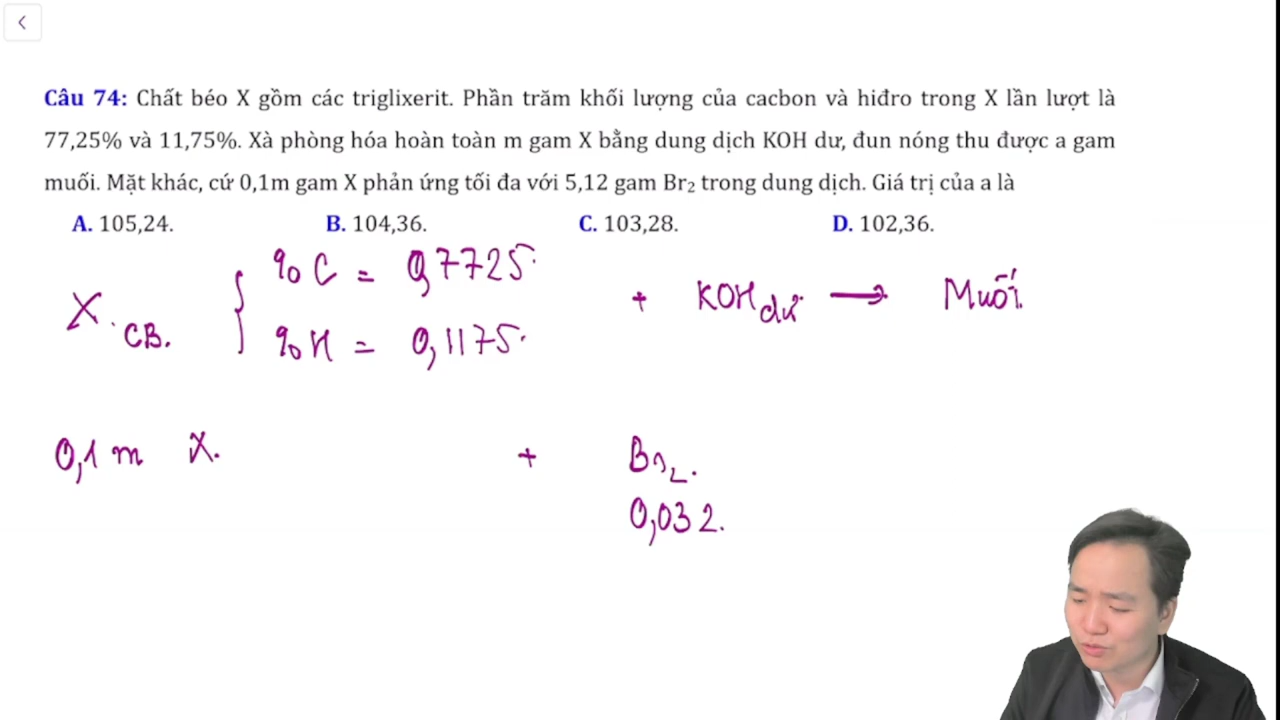 Câu 74: Chất béo X gồm các triglixerit. Phần trăm khối lượng của cacbon và hiđro trong X lần lượt là
77,25% và 11,75%. Xà phòng hóa hoàn toàn m gam X bằng dung dịch KOH dư, đun nóng thu được a gam
muối. Mặt khác, cứ 0,1m gam X phản ứng tối đa với 5,12 gam Br₂ trong dung dịch. Giá trị của a là
A. 105,24. B. 104,36. C. 103,28. D. 102,36.
%C = 0,7725.
X. CB. + KOH dư → Muối.
%H = 0,1175.
0,1 m X. + Br₂.
0,032.